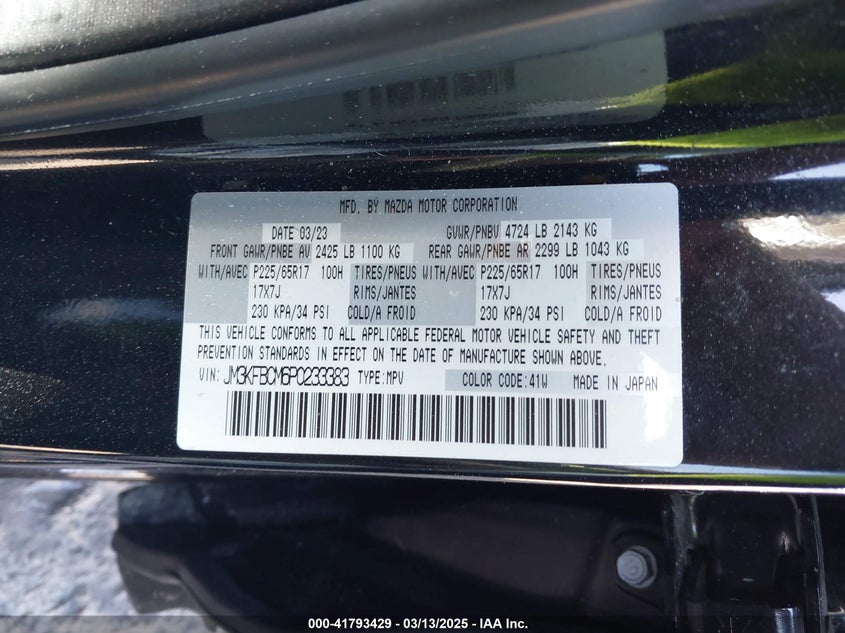 MFD. BY MAZDA MOTOR CORPORATION
DATE 03/23 GVWR/PNBV 4724 LB 2143 KG
FRONT GAWR/PNBE AV 2425 LB 1100 KG REAR GAWR/PNBE AR 2299 LB 1043 KG
WITH/AVEC P225/65R17 100H TIRES/PNEUS WITH/AVEC P225/65R17 100H TIRES/PNEUS
17X7J RIMS/JANTES 17X7J RIMS/JANTES
230 KPA/34 PSI COLD/A FROID 230 KPA/34 PSI COLD/A FROID
THIS VEHICLE CONFORMS TO ALL APPLICABLE FEDERAL MOTOR VEHICLE SAFETY AND THEFT
PREVENTION STANDARDS IN EFFECT ON THE DATE OF MANUFACTURE SHOWN ABOVE.
VIN: JM3KFBCM6P0233383 TYPE:MPV COLOR CODE:41W MADE IN JAPAN
000-41793429 - 03/13/2025 - IAA Inc.